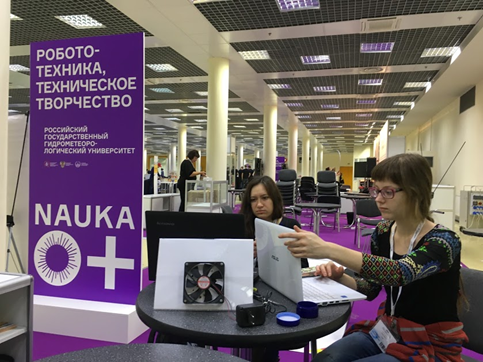 РОБОТО-
ТЕХНИКА,
ТЕХНИЧЕСКОЕ
ТВОРЧЕСТВО
РОССИЙСКИЙ
ГОСУДАРСТВЕННЫЙ
ГИДРОМЕТЕОРО-
ЛОГИЧЕСКИЙ УНИВЕРСИТЕТ
NAUKA
0+